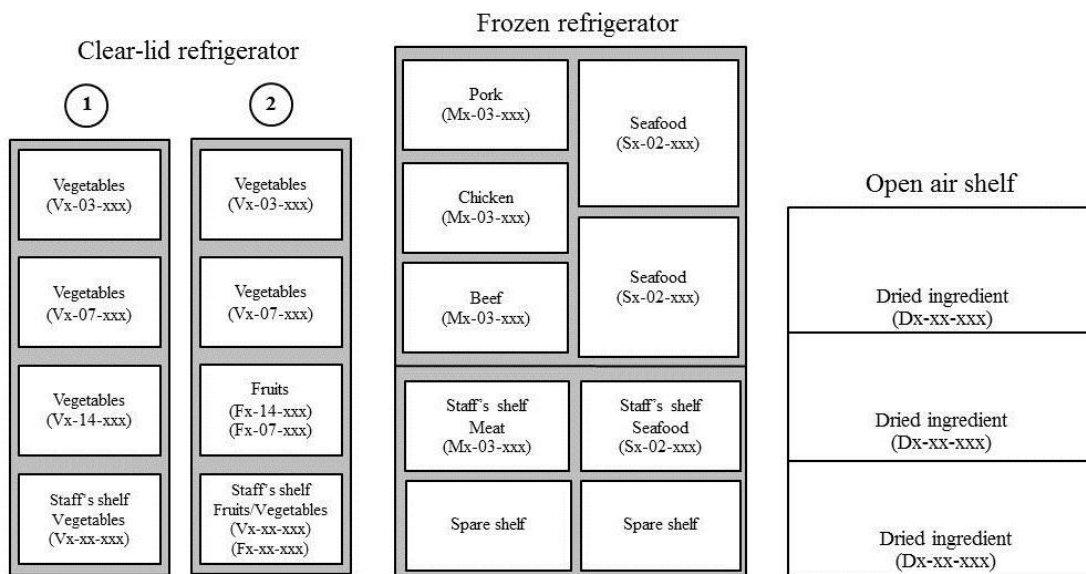 Clear-lid refrigerator
1
Vegetables
(Vx-03-xxx)
Vegetables
(Vx-07-xxx)
Vegetables
(Vx-14-xxx)
Staff's shelf
Vegetables
(Vx-xx-xxx)
2
Vegetables
(Vx-03-xxx)
Vegetables
(Vx-07-xxx)
Fruits
(Fx-14-xxx)
(Fx-07-xxx)
Staff's shelf
Fruits/Vegetables
(Vx-xx-xxx)
(Fx-xx-xxx)
Frozen refrigerator
Pork
(Mx-03-xxx)
Chicken
(Mx-03-xxx)
Beef
(Mx-03-xxx)
Seafood
(Sx-02-xxx)
Seafood
(Sx-02-xxx)
Staff's shelf
Meat
(Mx-03-xxx)
Staff's shelf
Seafood
(Sx-02-xxx)
Spare shelf
Spare shelf
Open air shelf
Dried ingredient
(Dx-xx-xxx)
Dried ingredient
(Dx-xx-xxx)
Dried ingredient
(Dx-xx-xxx)